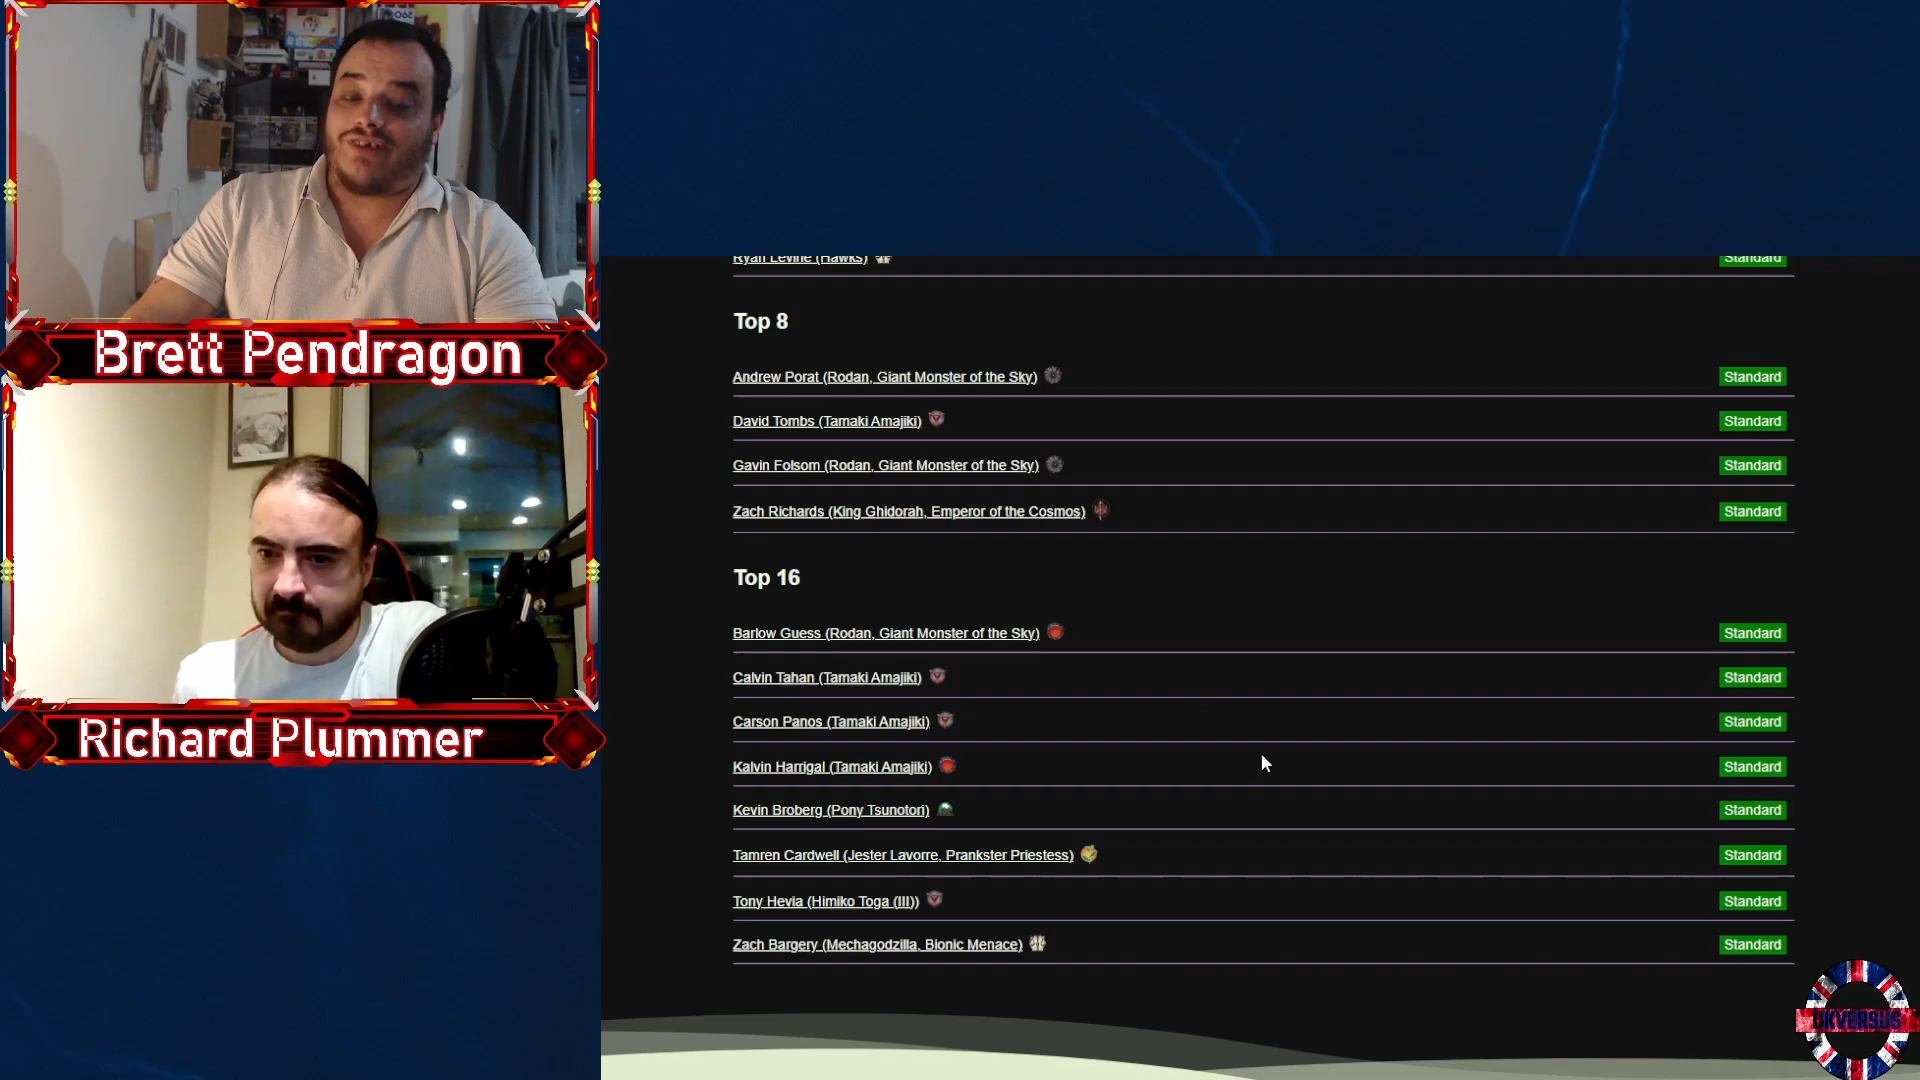 Brett Pendragon
Richard Plummer
Ryan Levine (Hawks)
Standard
Top 8
Andrew Porat (Rodan, Giant Monster of the Sky)
Standard
David Tombs (Tamaki Amajiki)
Standard
Gavin Folsom (Rodan, Giant Monster of the Sky)
Standard
Zach Richards (King Ghidorah, Emperor of the Cosmos)
Standard
Top 16
Barlow Guess (Rodan, Giant Monster of the Sky)
Standard
Calvin Tahan (Tamaki Amajiki)
Standard
Carson Panos (Tamaki Amajiki)
Standard
Kalvin Harrigal (Tamaki Amajiki)
Standard
Kevin Broberg (Pony Tsunotori)
Standard
Tamren Cardwell (Jester Lavorre, Prankster Priestess)
Standard
Tony Hevia (Himiko Toga (III))
Standard
Zach Bargery (Mechagodzilla, Bionic Menace)
Standard
UKVERSUS